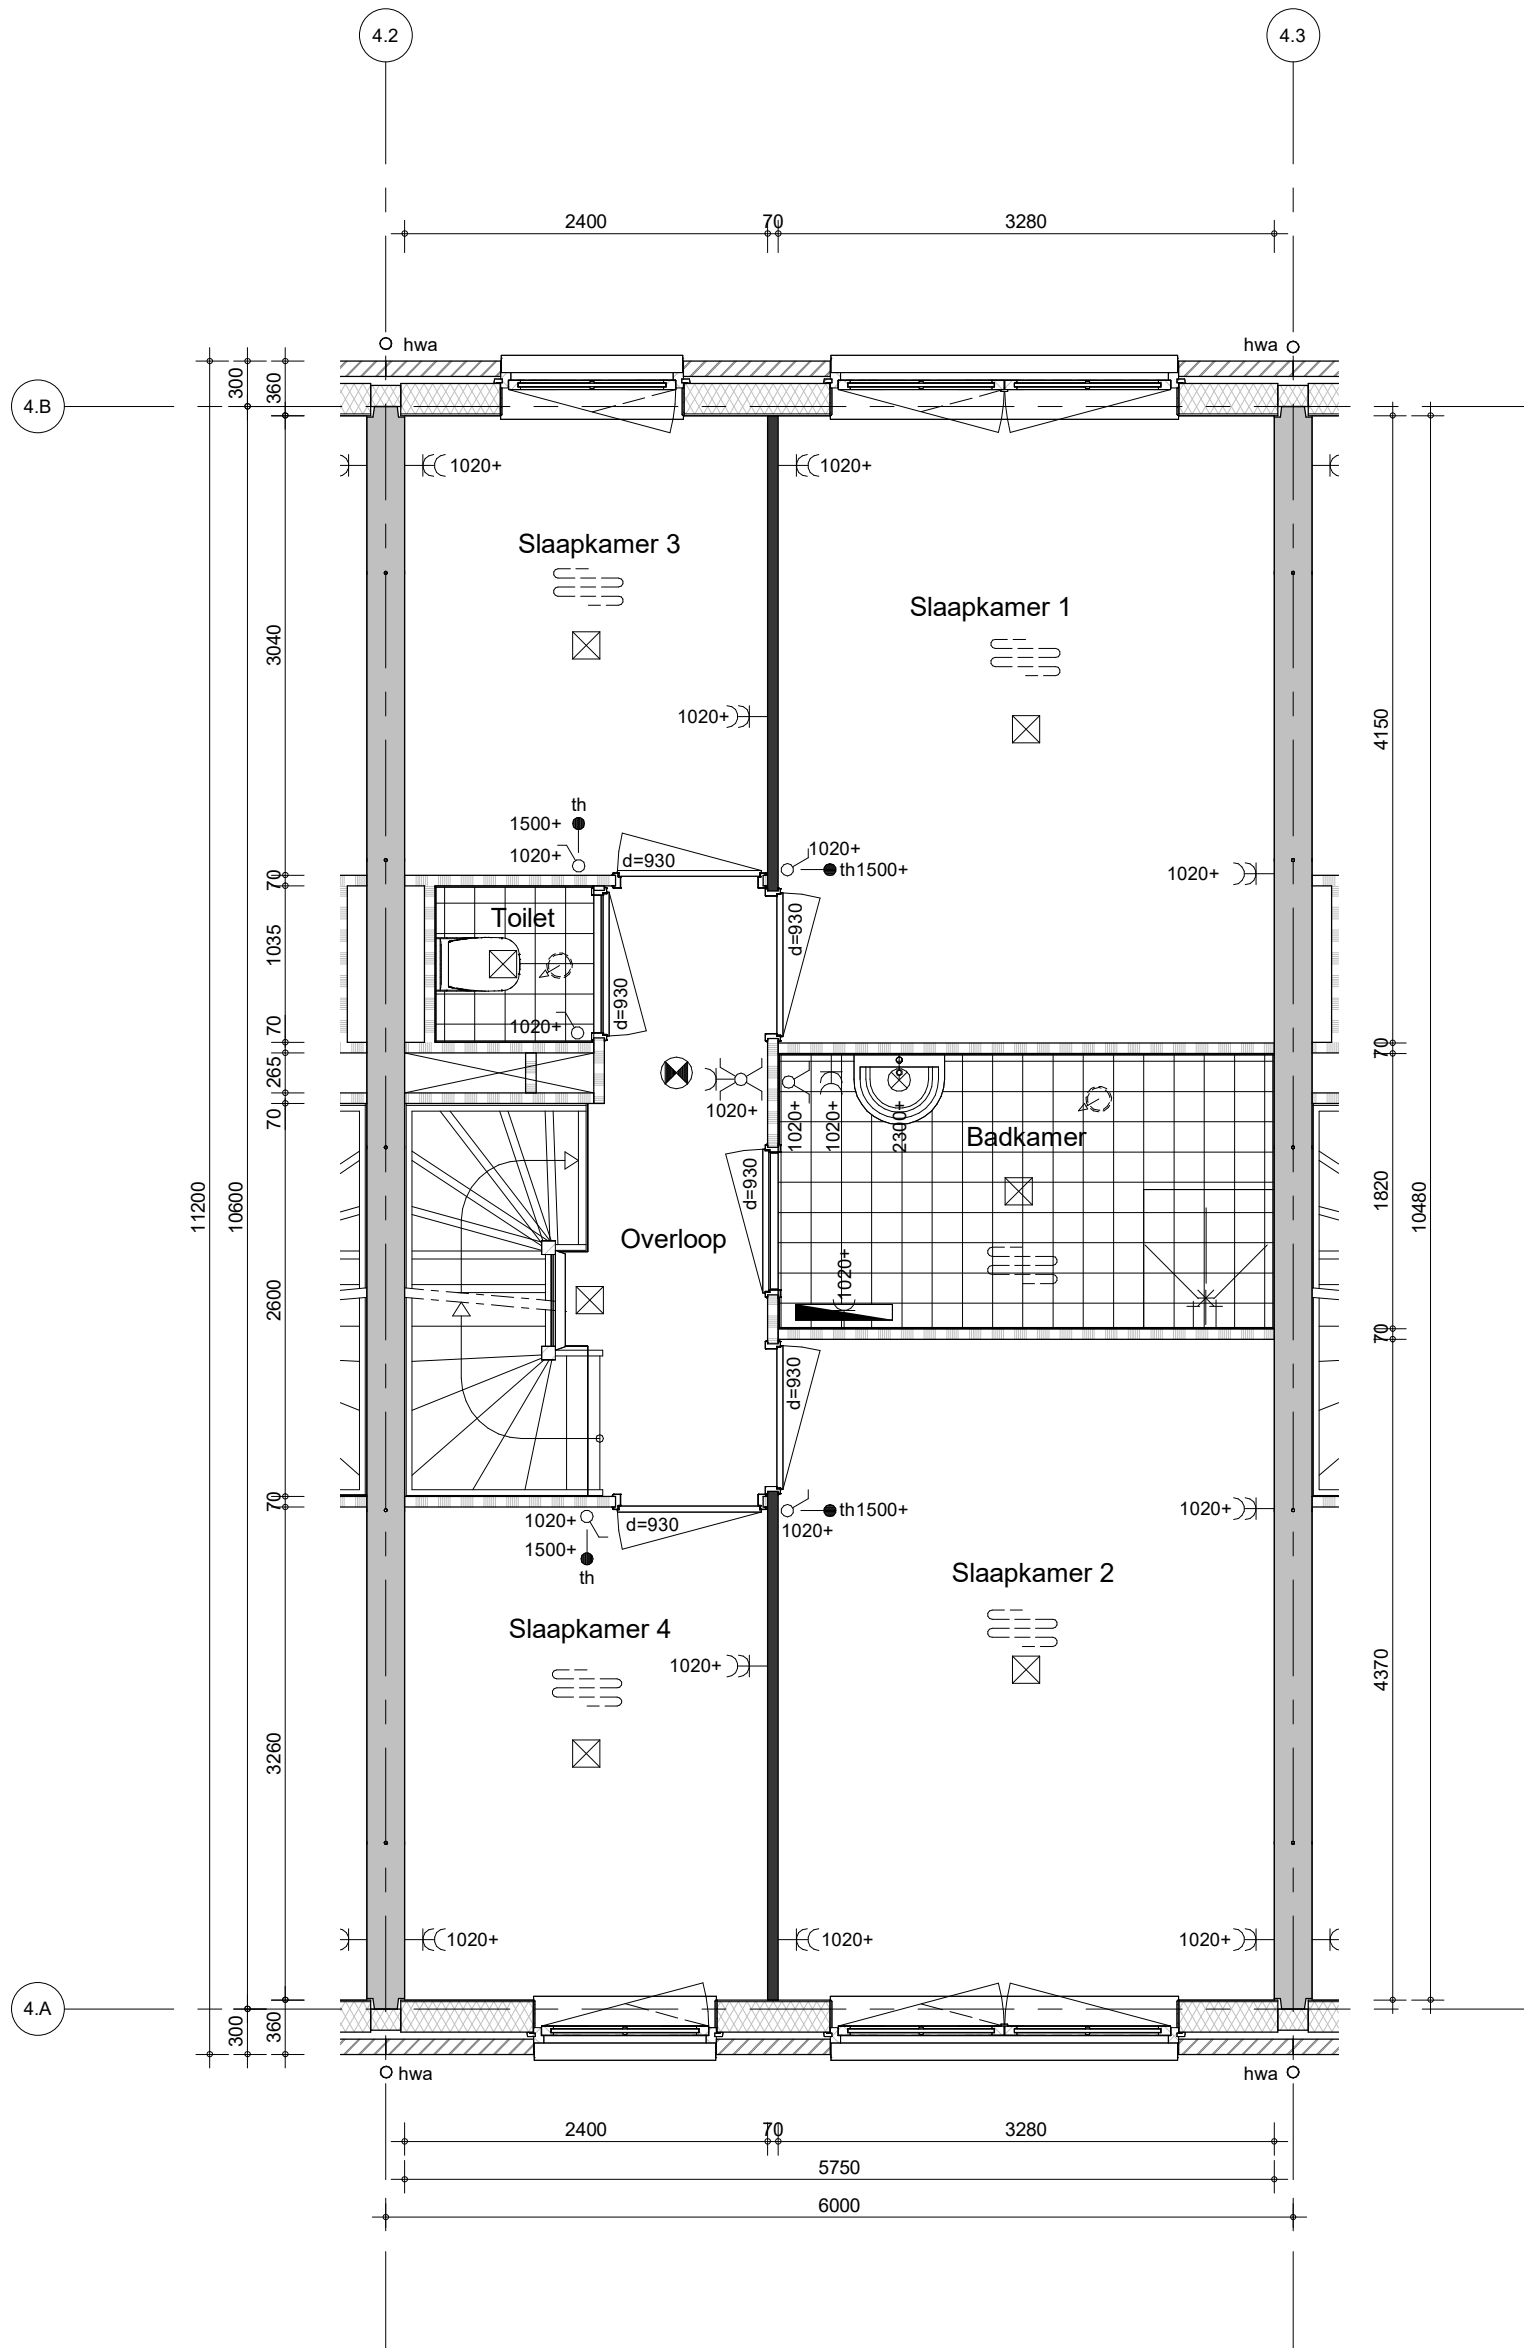 4.2
4.3
2400
70
3280
hwa
hwa
300
360
4.B
1020+
1020+
Slaapkamer 3
Slaapkamer 1
3040
4150
1020+
th
1500+
1020+
d=930
1020+
th1500+
1020+
70
Toilet
1035
d=930
d=930
1020+
70
70
265
1020+
1020+
1020+
2300+
70
Badkamer
d=930
11200
10600
1820
10480
Overloop
2600
1020+
70
d=930
70
1020+
d=930
th1500+
1020+
1020+
1500+
th
Slaapkamer 2
Slaapkamer 4
1020+
4370
3260
1020+
1020+
1020+
4.A
300
360
hwa
hwa
2400
70
3280
5750
6000